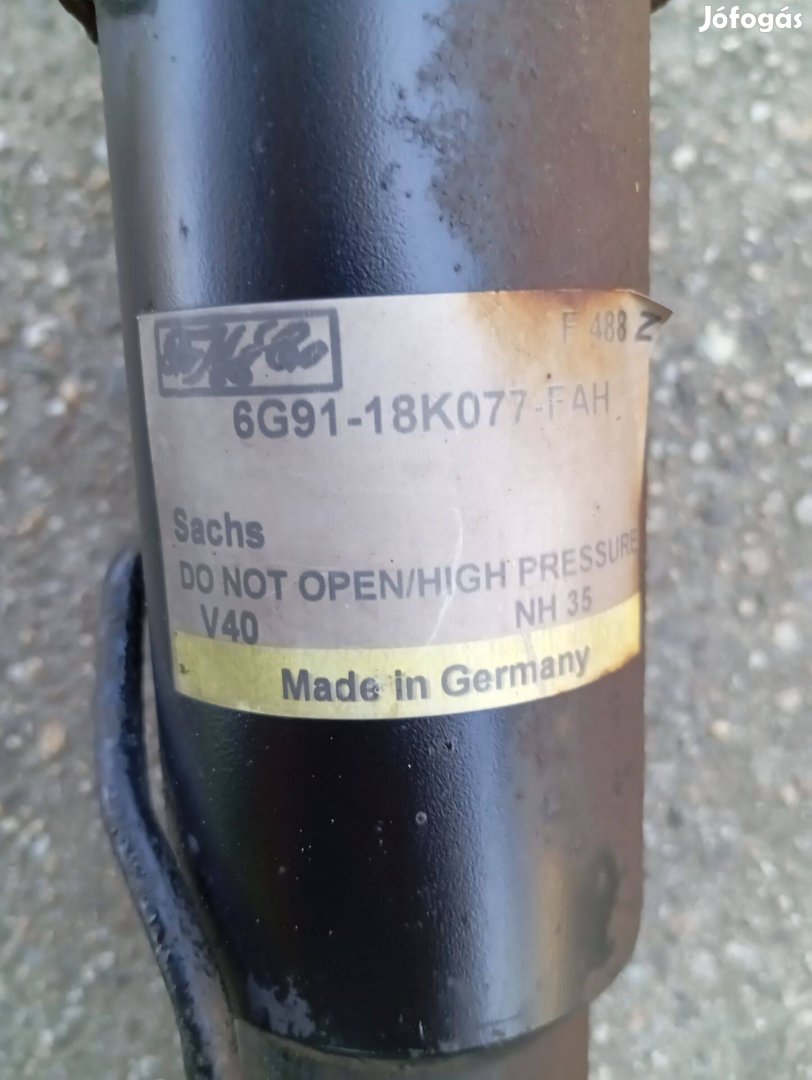 Jófogás
F 488 Z
6G91-18K077-FAH
Sachs
DO NOT OPEN/HIGH PRESSURE
V40 NH 35
Made in Germany